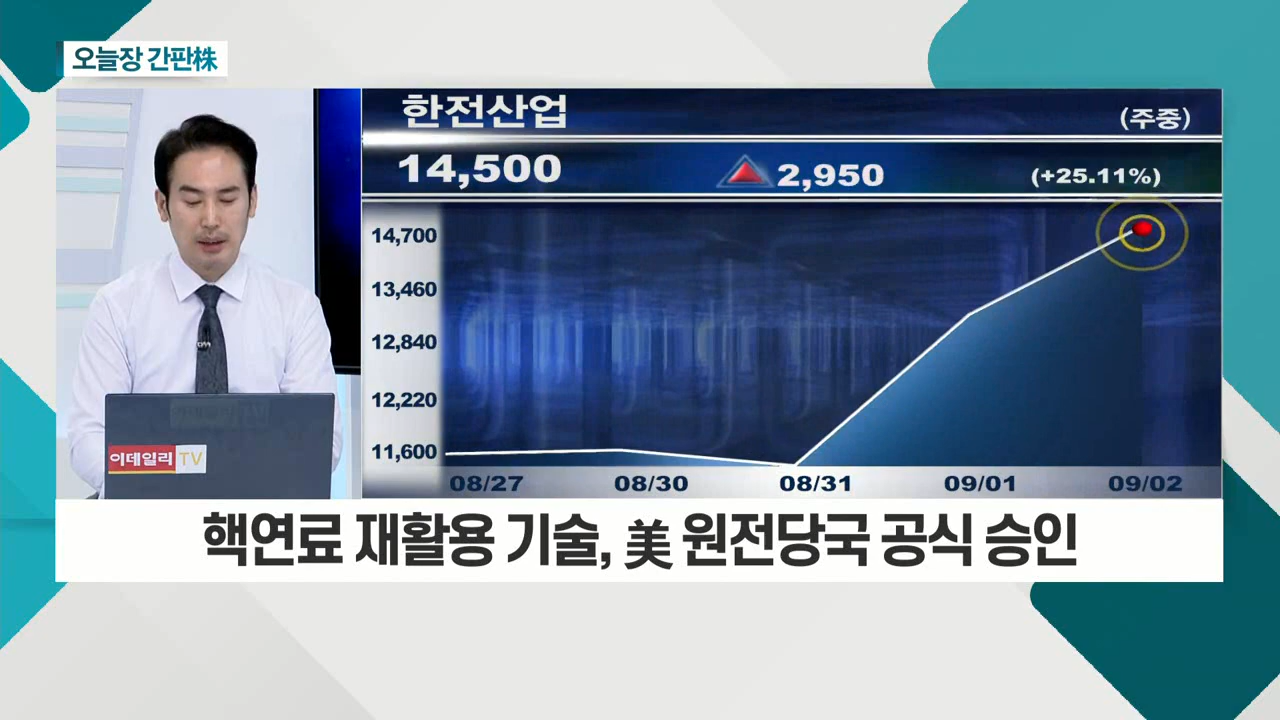 오늘장 간판株
한전산업
(주중)
14,500 2,950 (+25.11%)
14,700
13,460
12,840
12,220
11,600
08/27 08/30 08/31 09/01 09/02
이데일리TV
핵연료 재활용 기술, 美 원전당국 공식 승인